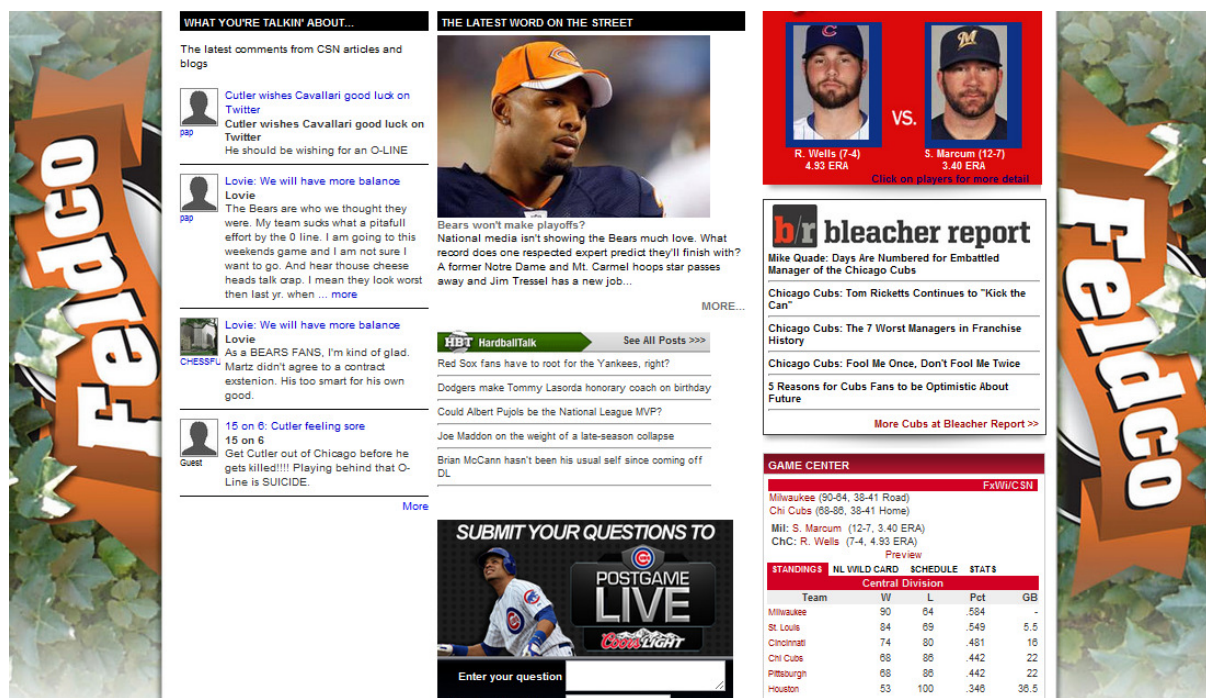 Feldco
WHAT YOU'RE TALKIN' ABOUT...
The latest comments from CSN articles and
blogs
pap
Cutler wishes Cavallari good luck on
Twitter
Cutler wishes Cavallari good luck on
Twitter
He should be wishing for an O-LINE
pap
Lovie: We will have more balance
Lovie
The Bears are who we thought they
were. My team sucks what a pitafull
effort by the 0 line. I am going to this
weekends game and I am not sure I
want to go. And hear thouse cheese
heads talk crap. I mean they look worst
then last yr. when ... more
CHESSFU
Lovie: We will have more balance
Lovie
As a BEARS FANS, I'm kind of glad.
Martz didn't agree to a contract
exstenion. His too smart for his own
good.
Guest
15 on 6: Cutler feeling sore
15 on 6
Get Cutler out of Chicago before he
gets killed!!!! Playing behind that O-
Line is SUICIDE.
More
THE LATEST WORD ON THE STREET
Bears won't make playoffs?
National media isn't showing the Bears much love. What
record does one respected expert predict they'll finish with?
A former Notre Dame and Mt. Carmel hoops star passes
away and Jim Tressel has a new job...
MORE...
HBT HardballTalk See All Posts >>>
Red Sox fans have to root for the Yankees, right?
Dodgers make Tommy Lasorda honorary coach on birthday
Could Albert Pujols be the National League MVP?
Joe Maddon on the weight of a late-season collapse
Brian McCann hasn't been his usual self since coming off
DL
SUBMIT YOUR QUESTIONS TO
POSTGAME
LIVE
Coors LIGHT
Enter your question
VS.
R. Wells (7-4) S. Marcum (12-7)
4.93 ERA 3.40 ERA
Click on players for more detail
b/r bleacher report
Mike Quade: Days Are Numbered for Embattled
Manager of the Chicago Cubs
Chicago Cubs: Tom Ricketts Continues to "Kick the
Can"
Chicago Cubs: The 7 Worst Managers in Franchise
History
Chicago Cubs: Fool Me Once, Don't Fool Me Twice
5 Reasons for Cubs Fans to be Optimistic About
Future
More Cubs at Bleacher Report >>
GAME CENTER
FxWi/CSN
Milwaukee (90-64, 38-41 Road)
Chi Cubs (68-86, 38-41 Home)
Mil: S. Marcum (12-7, 3.40 ERA)
ChC: R. Wells (7-4, 4.93 ERA)
Preview
STANDINGS NL WILD CARD SCHEDULE STATS
Central Division
Team W L Pct GB
Milwaukee 90 64 .584 -
St. Louis 84 69 .549 5.5
Cincinnati 74 80 .481 16
Chi Cubs 68 86 .442 22
Pittsburgh 68 86 .442 22
Houston 53 100 .346 36.5
Feldco